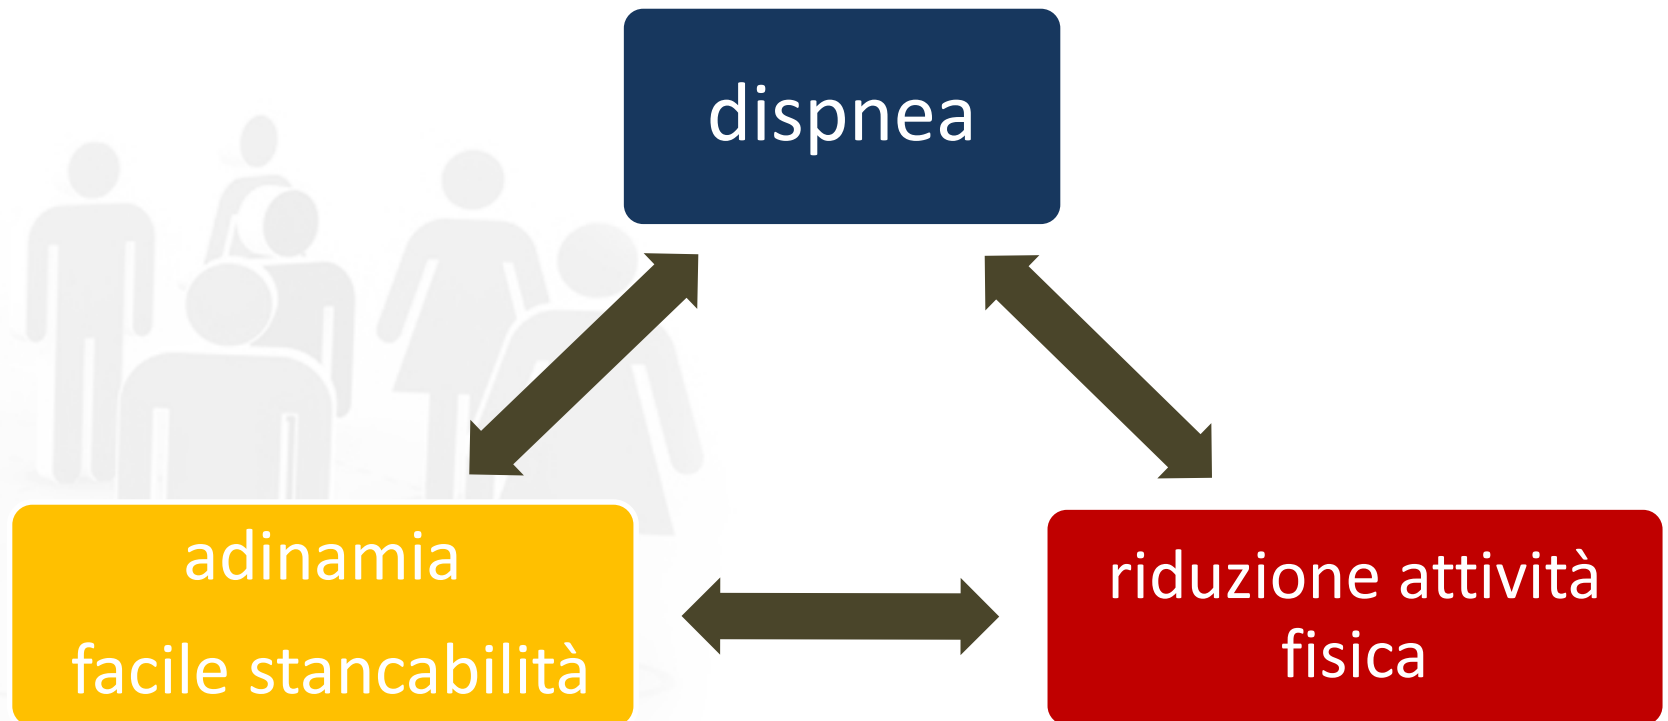 dispnea
adinamia
facile stancabilità
riduzione attività
fisica